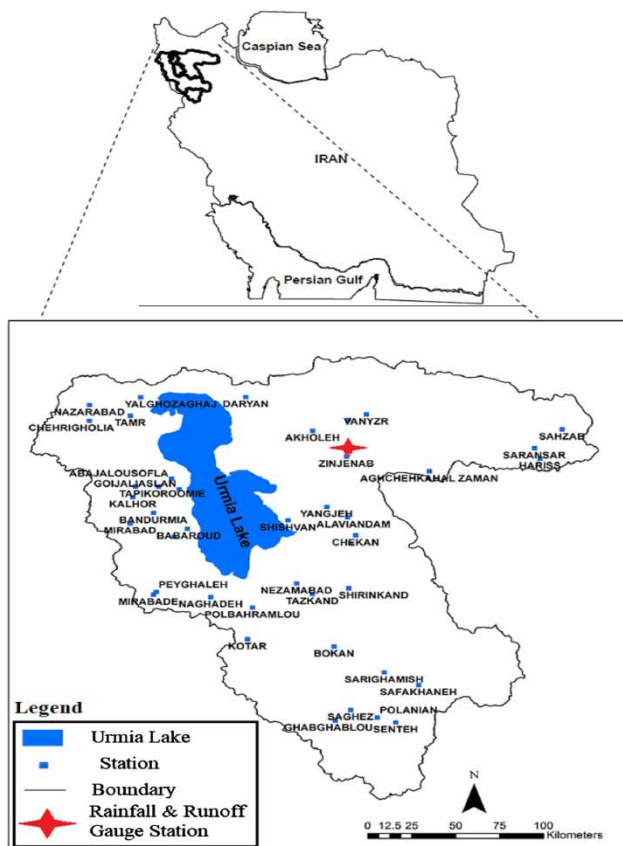 Caspian Sea
IRAN
Persian Gulf
YALGHOZAGHAJ DARYAN
NAZARABAD
TAMR
CHEHRIGHOLIA
VANYZR
AKHOLEH
SAHZAB
ZINJENAB
SARANSAR
HARISS
ABAJALOUSOFLA
AGHCHEHKAHAL ZAMAN
GOIJALIASLAN
TAPIKOROOMIE
KALHOR
Urmia Lake
BANDURMIA
YANGJEH
MIRABAD
SHISHVAN
ALAVIANDAM
BABAROUD
CHEKAN
PEYGHALEH
NEZAMABAD
SHIRINKAND
MIRABADE
NAGHADEH
TAZKAND
POLBAHRAMLOU
KOTAR
BOKAN
SARIGHAMISH
SAFAKHANEH
Legend
SAGHEZ
POLANIAN
GHABGHABLOU
SENTEH
Urmia Lake
Station
Boundary
Rainfall & Runoff
Gauge Station
N
0 12.5 25 50 75 100
Kilometers